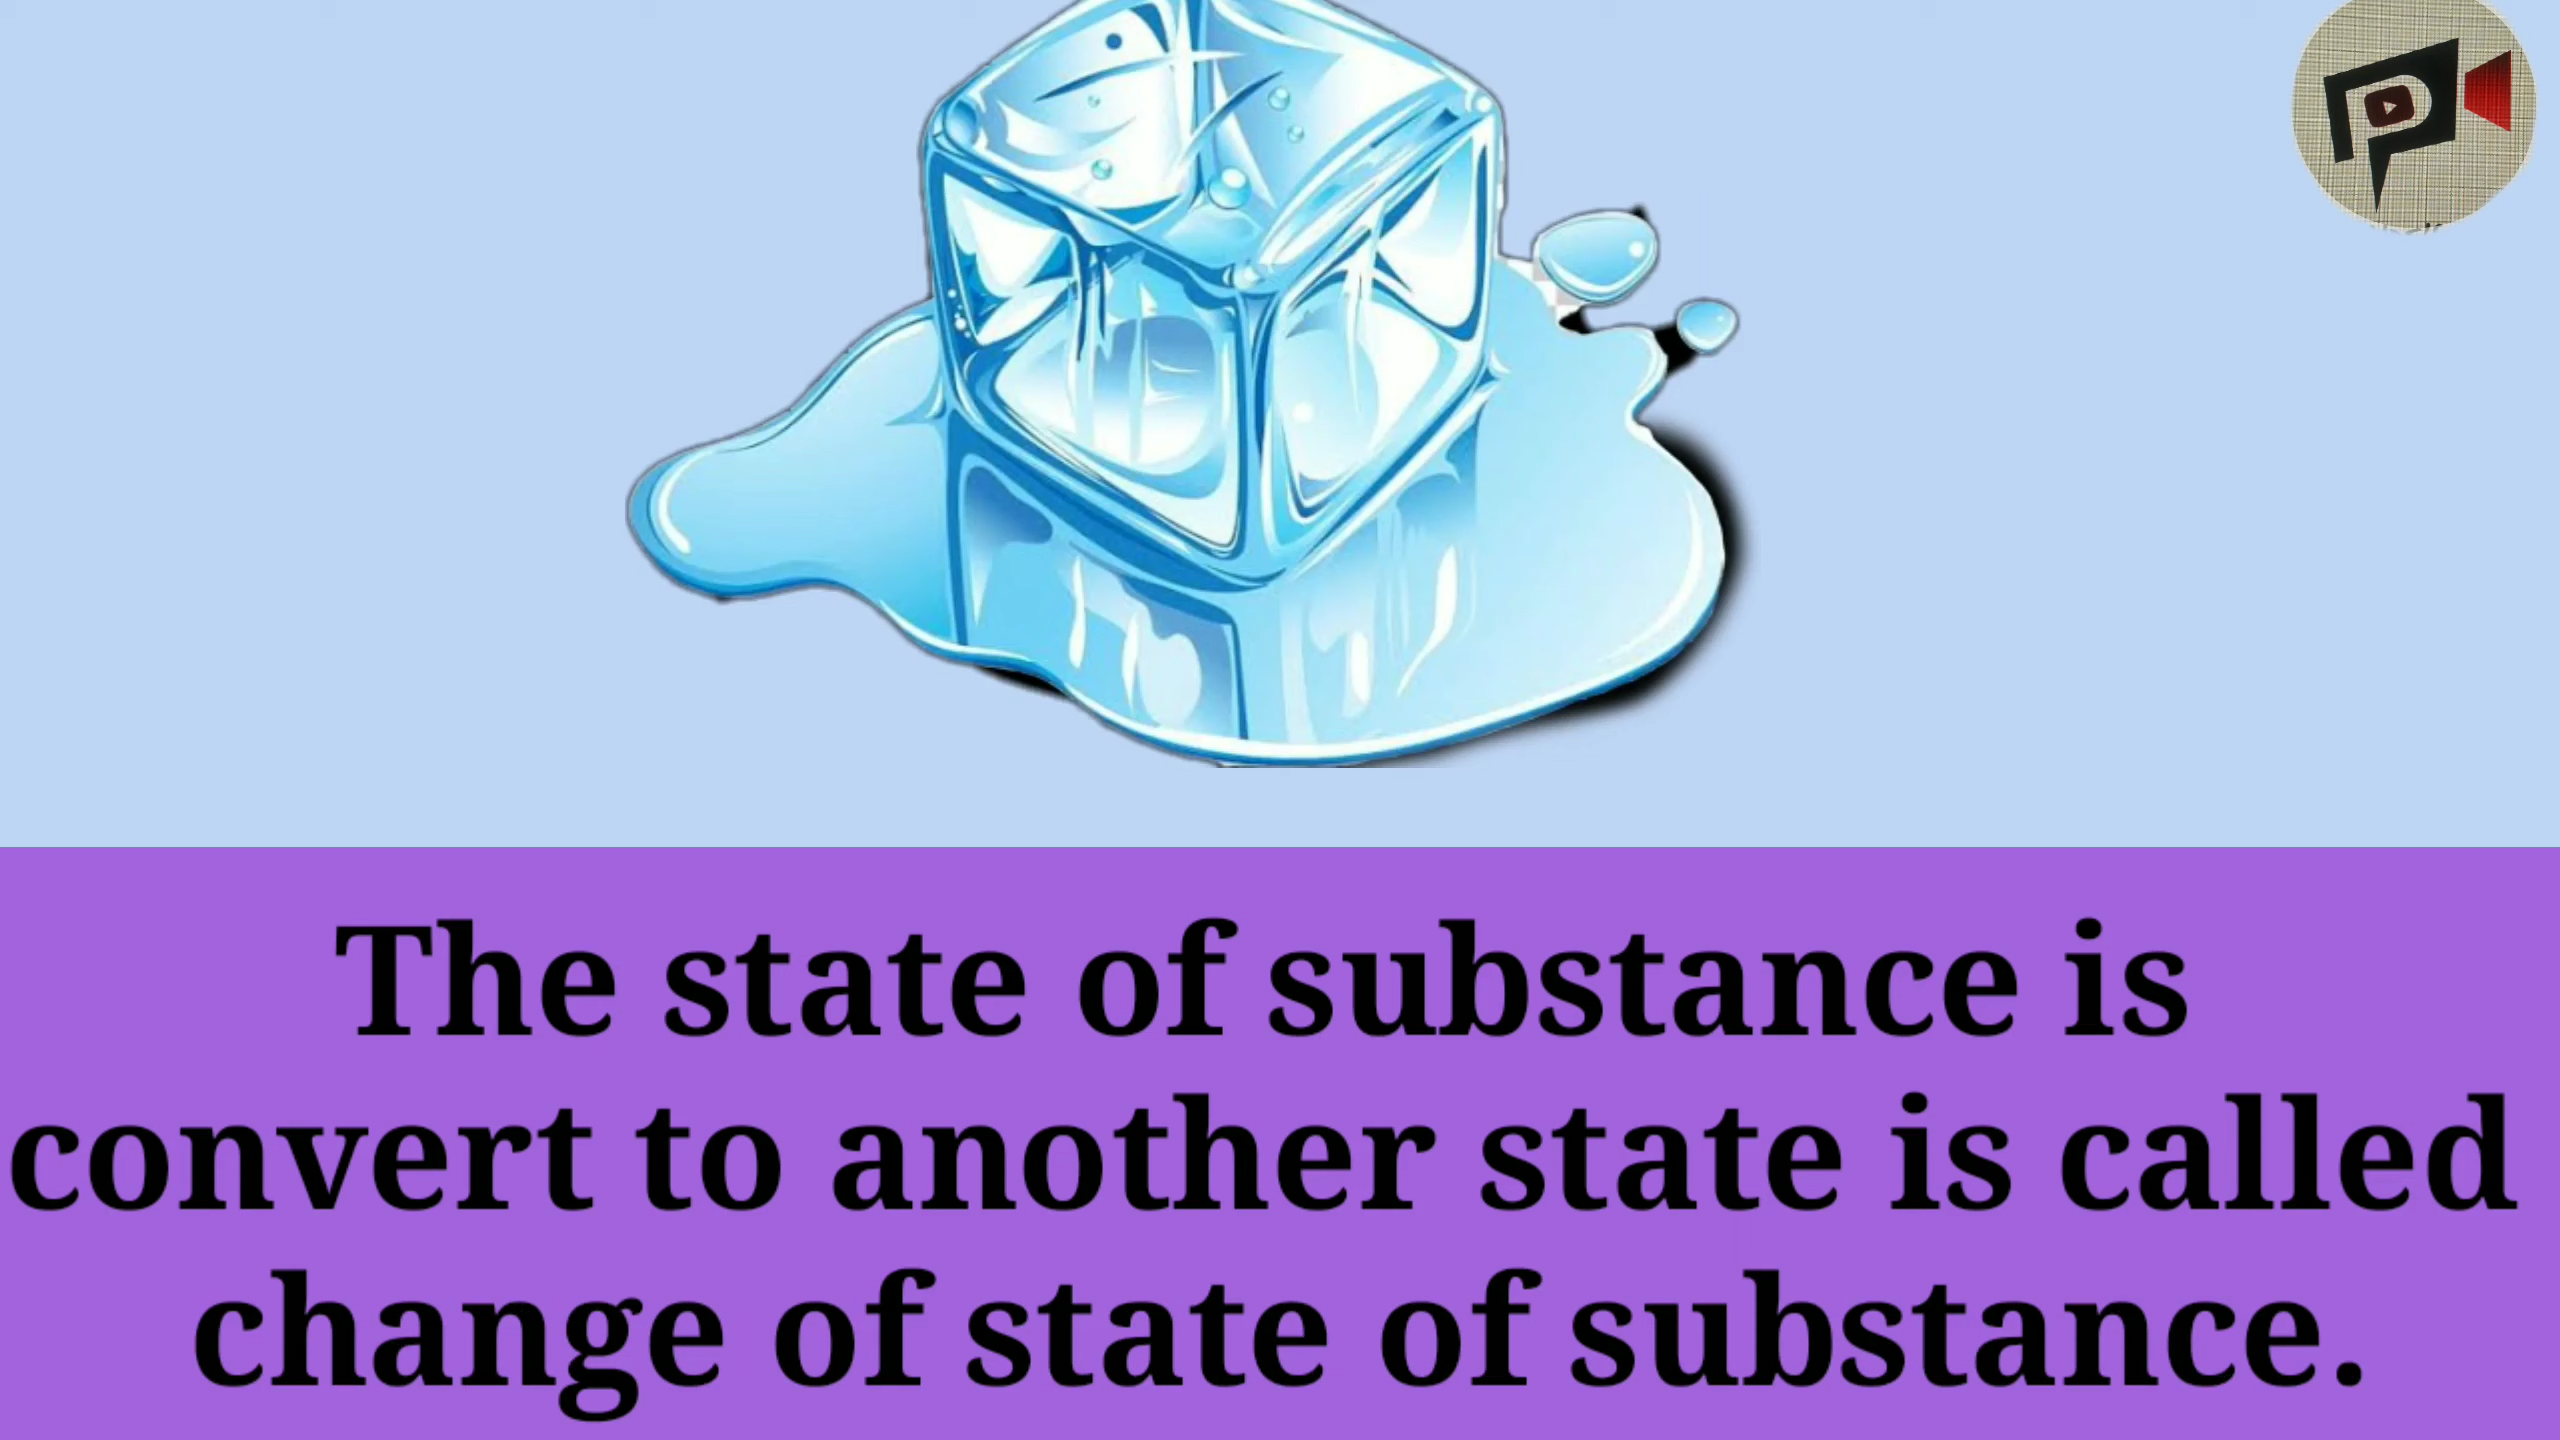 The state of substance is
convert to another state is called
change of state of substance.